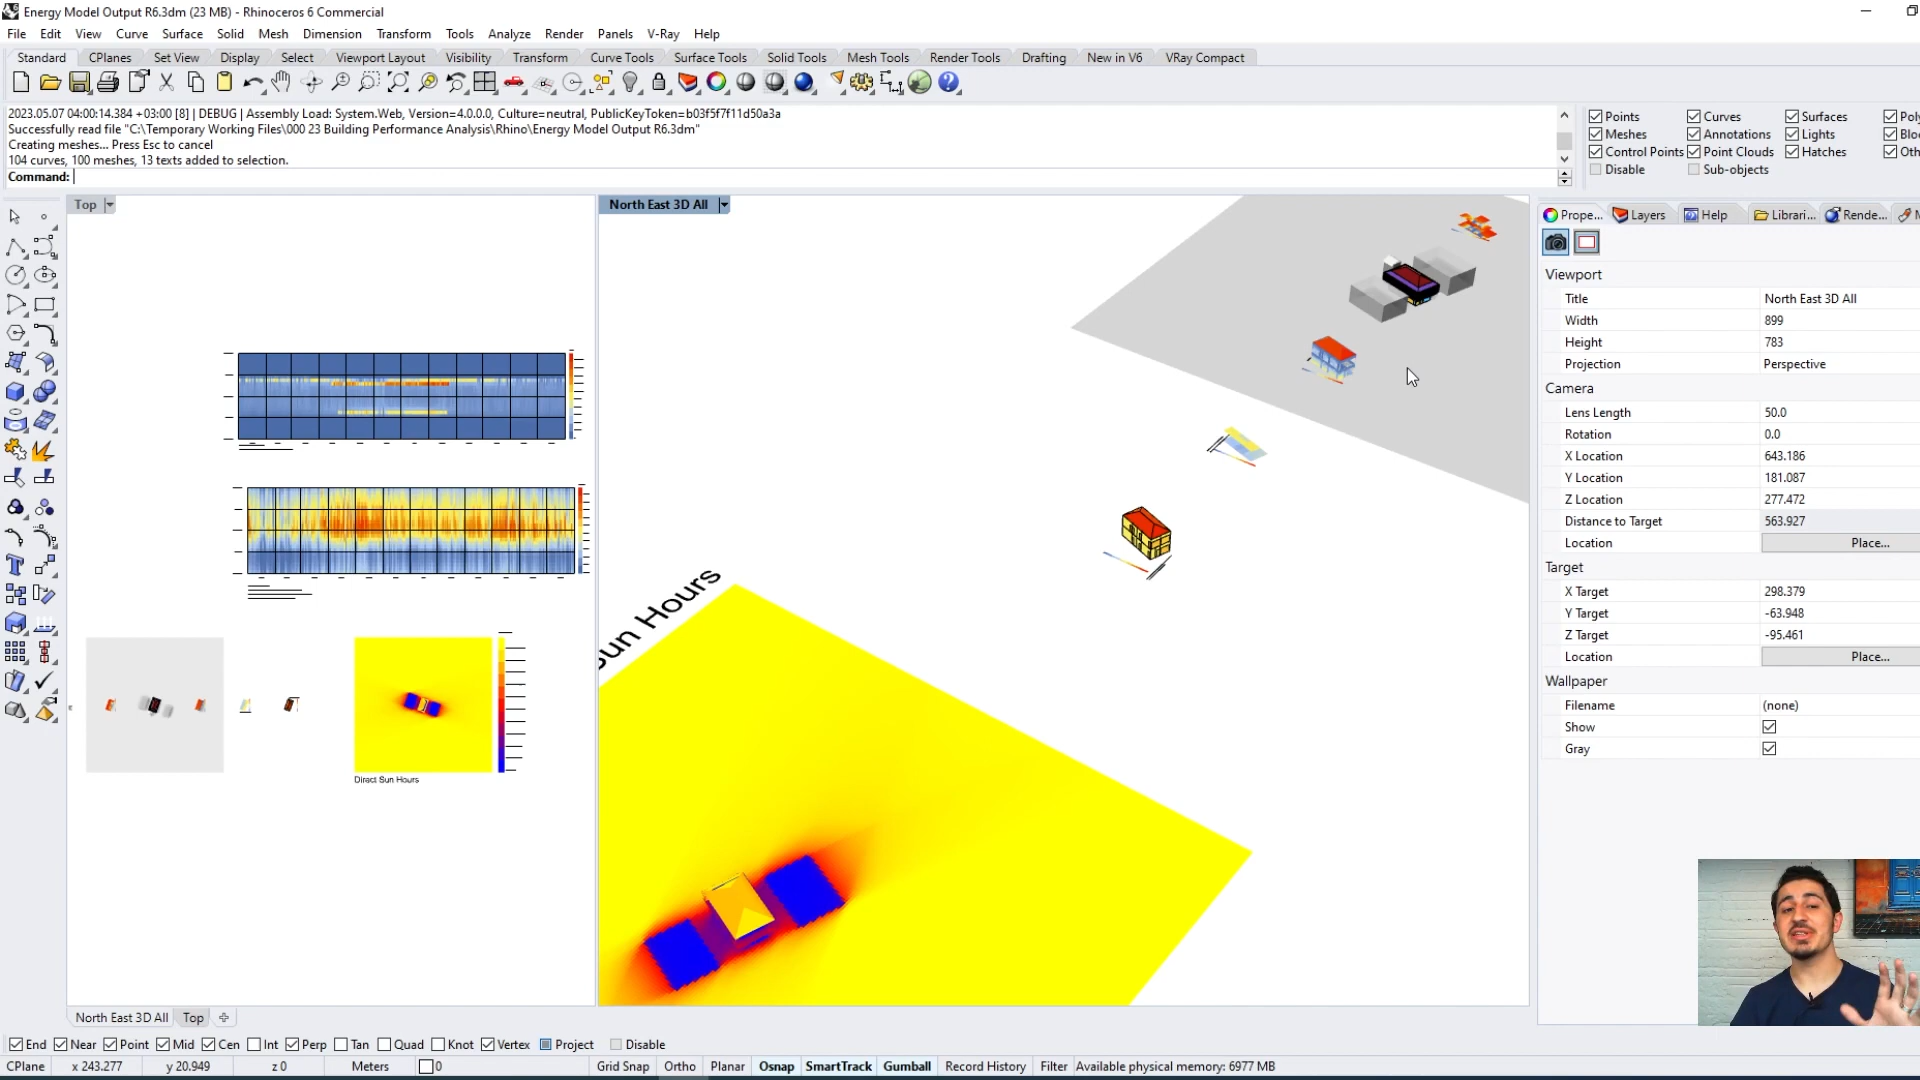 Energy Model Output R6.3dm (23 MB) - Rhinoceros 6 Commercial
File Edit View Curve Surface Solid Mesh Dimension Transform Tools Analyze Render Panels V-Ray Help
Standard CPlanes Set View Display Select Viewport Layout Visibility Transform Curve Tools Surface Tools Solid Tools Mesh Tools Render Tools Drafting New in V6 VRay Compact
2023.05.07 04:00:14.384 +03:00 [8] | DEBUG | Assembly Load: System.Web, Version=4.0.0.0, Culture=neutral, PublicKeyToken=b03f5f7f11d50a3a
Successfully read file "C:\Temporary Working Files\000 23 Building Performance Analysis\Rhino\Energy Model Output R6.3dm"
Creating meshes... Press Esc to cancel
104 curves, 100 meshes, 13 texts added to selection.
Command:
Points Curves Surfaces Poly
Meshes Annotations Lights Blo
Control Points Point Clouds Hatches Oth
Disable Sub-objects
Top
North East 3D All
Prope... Layers Help Librari... Rende... M
Viewport
Title North East 3D All
Width 899
Height 783
Projection Perspective
Camera
Lens Length 50.0
Rotation 0.0
X Location 643.186
Y Location 181.087
Z Location 277.472
Distance to Target 563.927
Location Place...
Target
X Target 298.379
Y Target -63.948
Z Target -95.461
Location Place...
Wallpaper
Filename (none)
Show
Gray
Sun Hours
Direct Sun Hours
North East 3D All Top
End Near Point Mid Cen Int Perp Tan Quad Knot Vertex Project Disable
CPlane x 243.277 y 20.949 z 0 Meters 0 Grid Snap Ortho Planar Osnap SmartTrack Gumball Record History Filter Available physical memory: 6977 MB